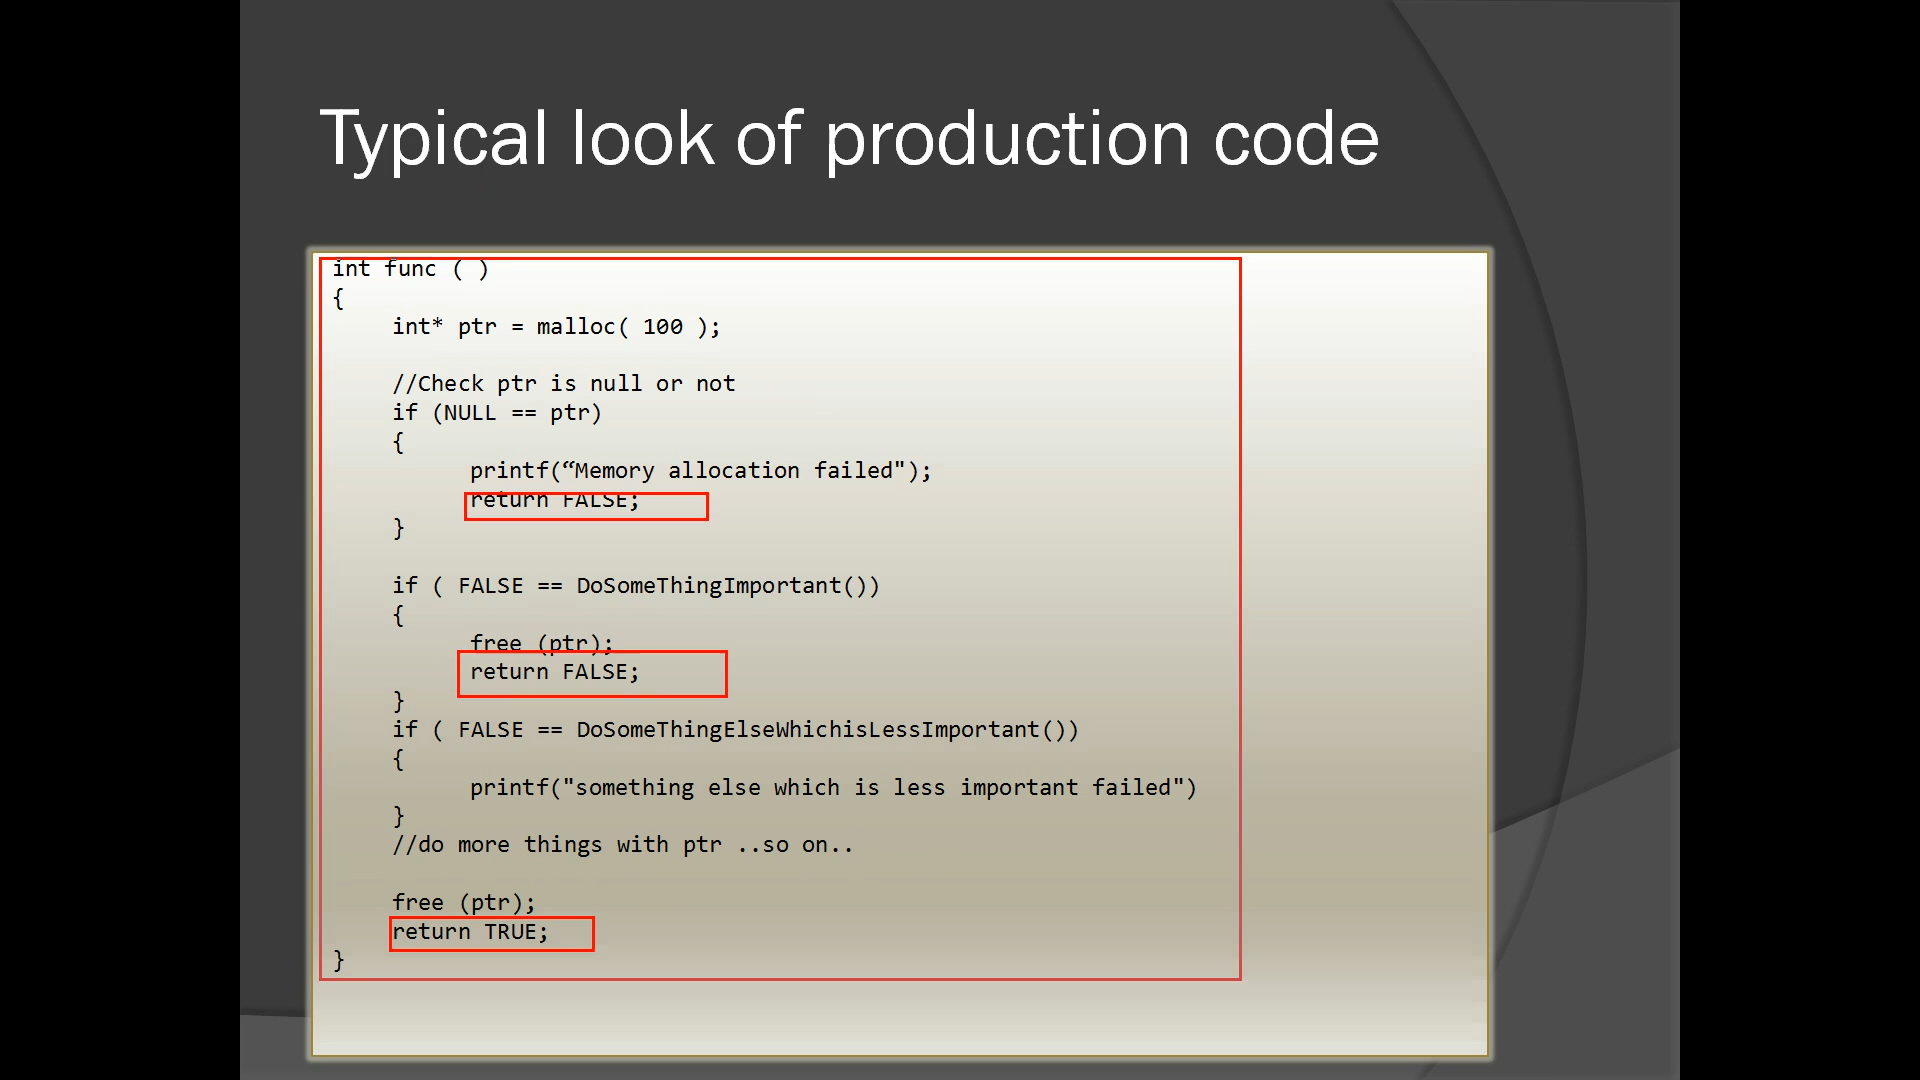 Typical look of production code
int func ( )
{
int* ptr = malloc( 100 );
//Check ptr is null or not
if (NULL == ptr)
{
printf(“Memory allocation failed");
return FALSE;
}
if ( FALSE == DoSomeThingImportant())
{
free (ptr);
return FALSE;
}
if ( FALSE == DoSomeThingElseWhichisLessImportant())
{
printf("something else which is less important failed")
}
//do more things with ptr ..so on..
free (ptr);
return TRUE;
}